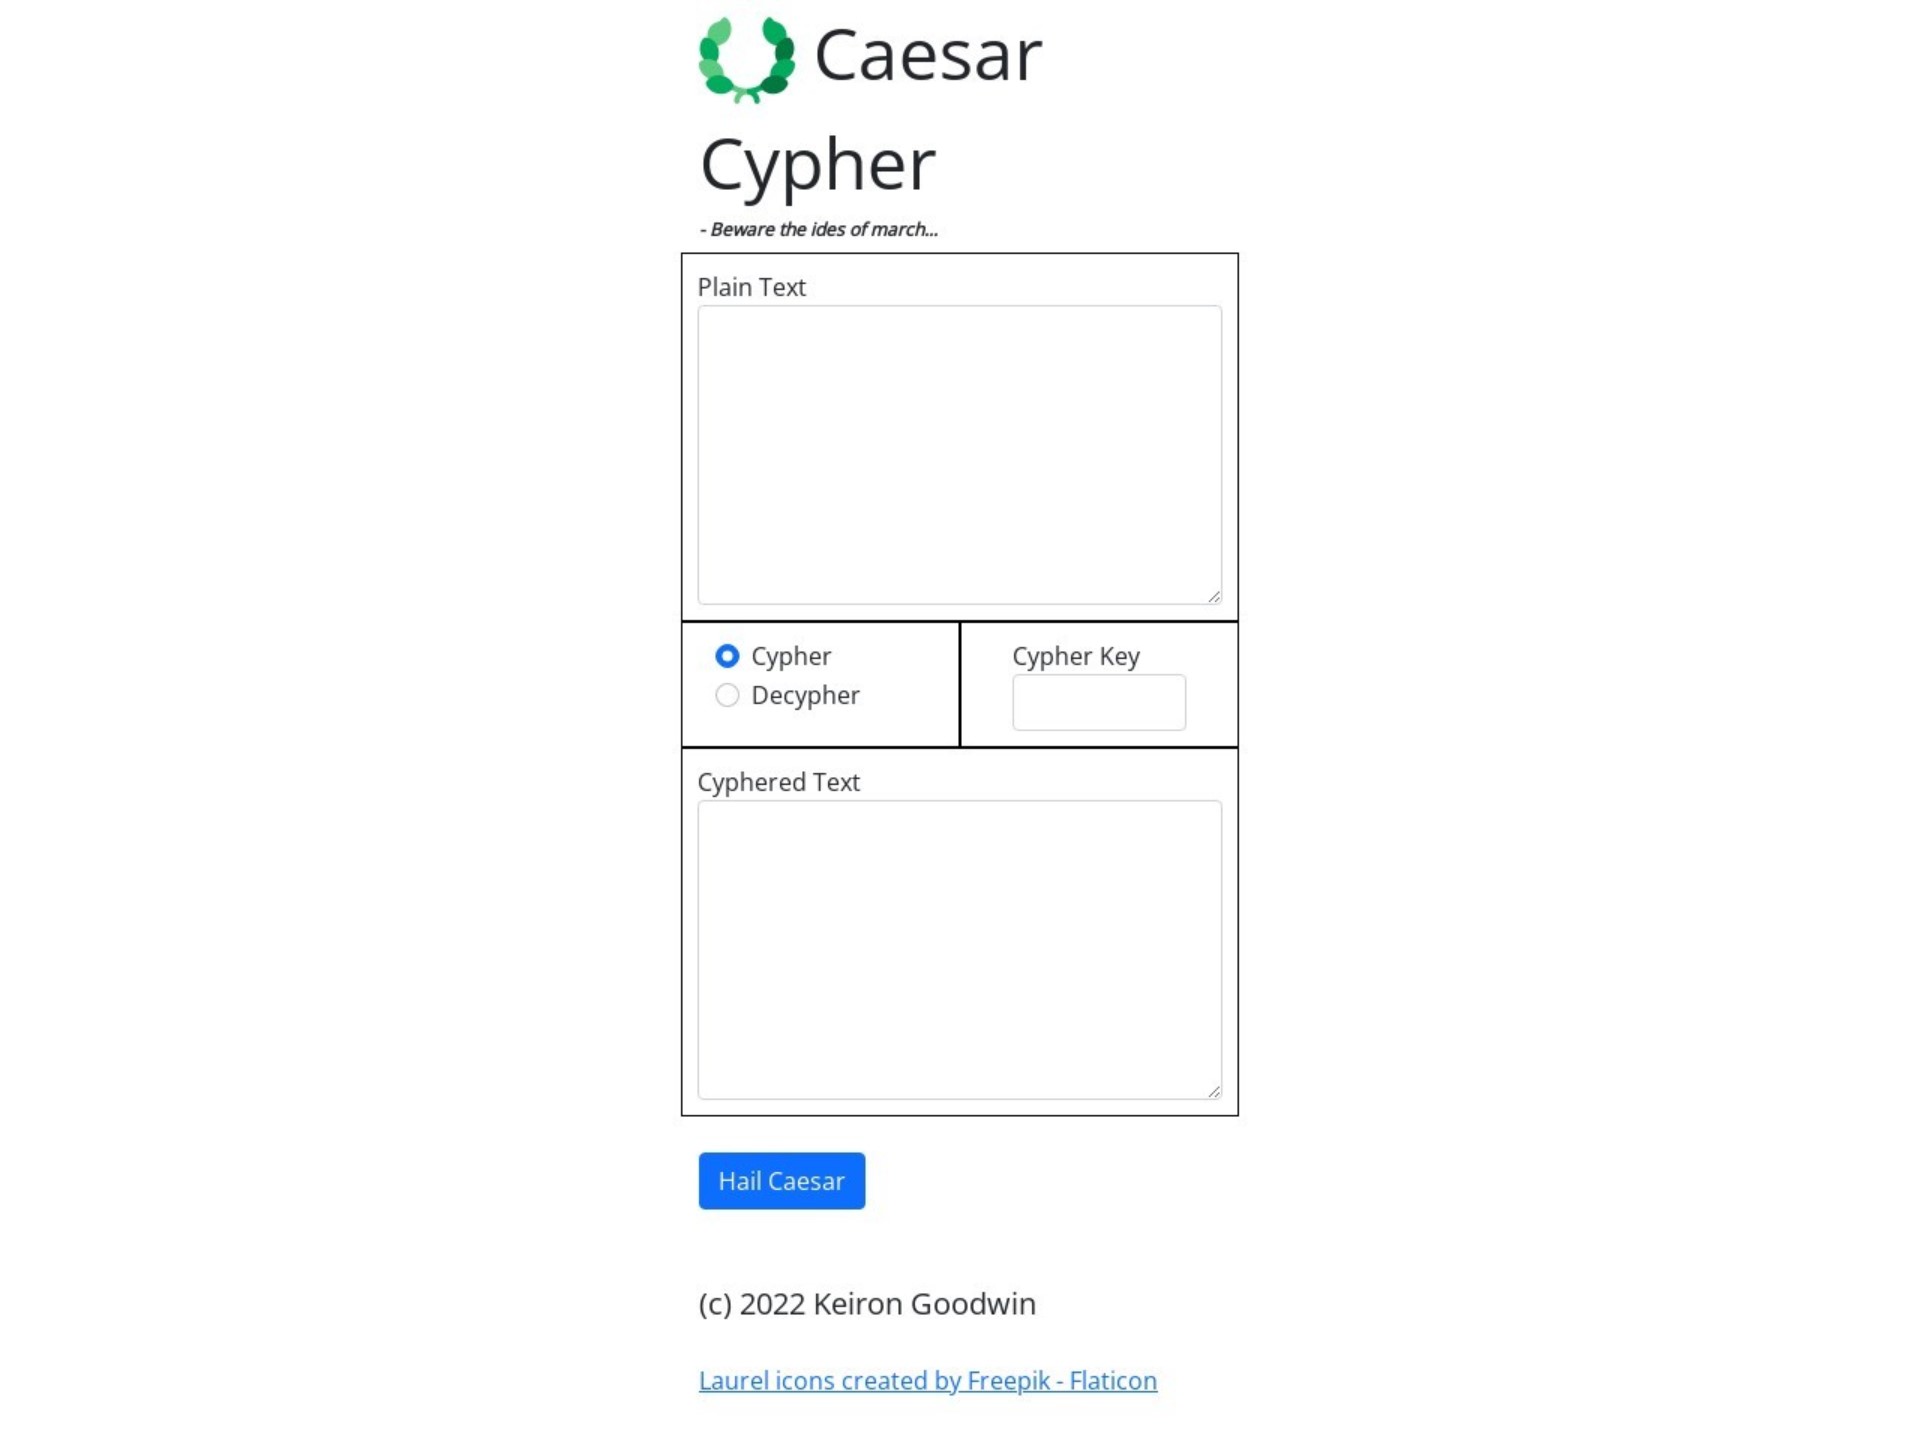 Caesar
Cypher
- Beware the ides of march...
Plain Text
Cypher
Decypher
Cypher Key
Cyphered Text
Hail Caesar
(c) 2022 Keiron Goodwin
Laurel icons created by Freepik - Flaticon